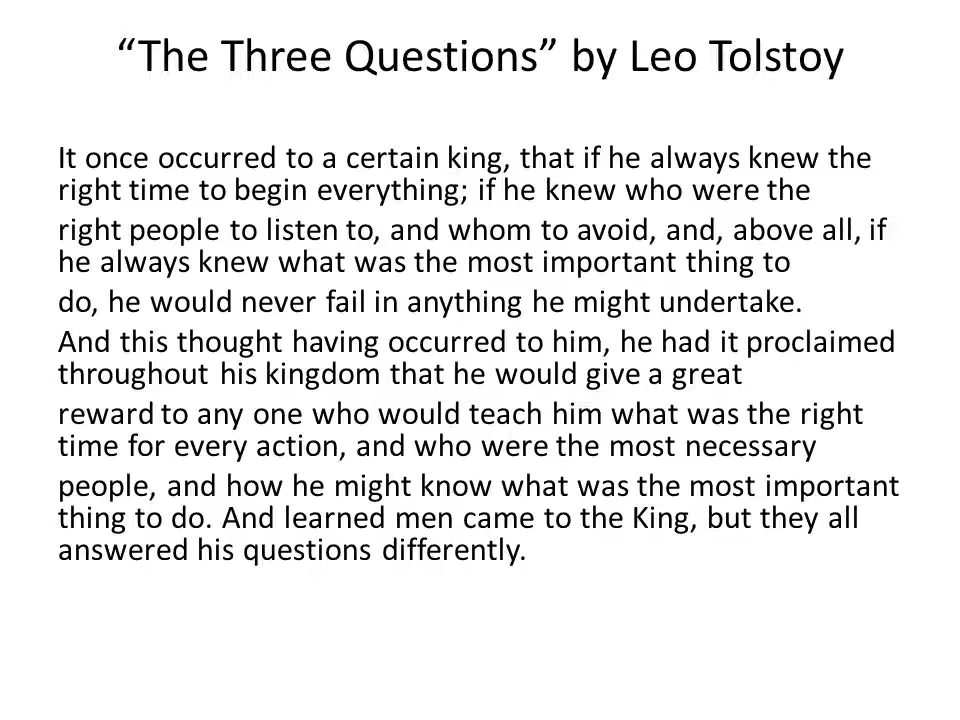 “The Three Questions” by Leo Tolstoy
It once occurred to a certain king, that if he always knew the
right time to begin everything; if he knew who were the
right people to listen to, and whom to avoid, and, above all, if
he always knew what was the most important thing to
do, he would never fail in anything he might undertake.
And this thought having occurred to him, he had it proclaimed
throughout his kingdom that he would give a great
reward to any one who would teach him what was the right
time for every action, and who were the most necessary
people, and how he might know what was the most important
thing to do. And learned men came to the King, but they all
answered his questions differently.